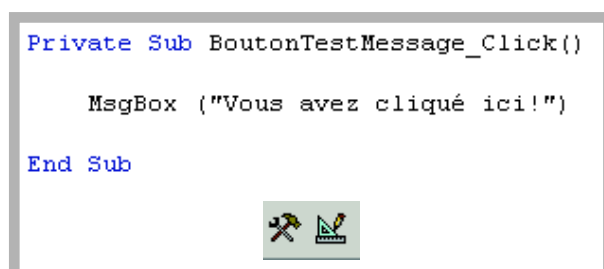 Private Sub BoutonTestMessage_Click()
MsgBox ("Vous avez cliqué ici!")
End Sub